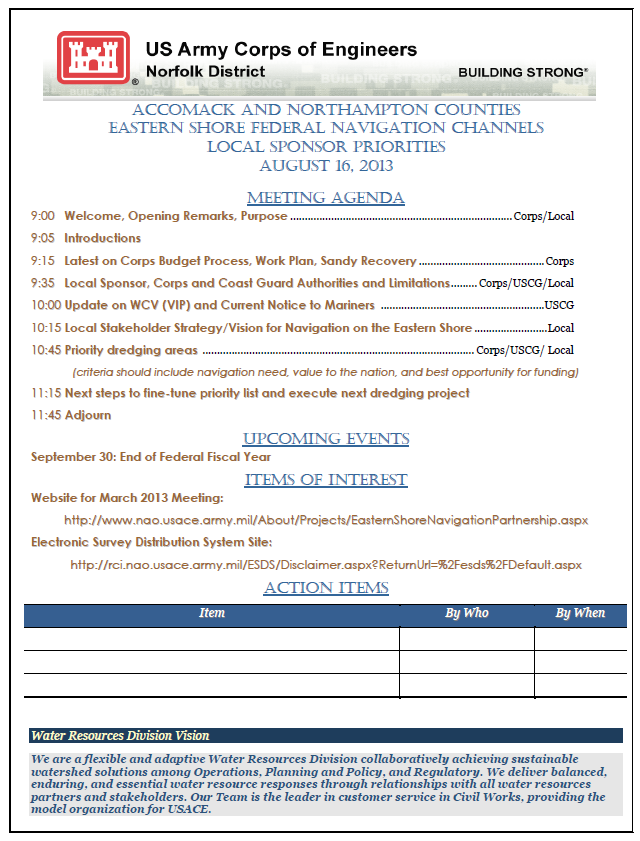 US Army Corps of Engineers
Norfolk District
BUILDING STRONG®
ACCOMACK AND NORTHAMPTON COUNTIES
EASTERN SHORE FEDERAL NAVIGATION CHANNELS
LOCAL SPONSOR PRIORITIES
AUGUST 16, 2013
MEETING AGENDA
9:00 Welcome, Opening Remarks, Purpose ........ Corps/Local
9:05 Introductions
9:15 Latest on Corps Budget Process, Work Plan, Sandy Recovery ........ Corps
9:35 Local Sponsor, Corps and Coast Guard Authorities and Limitations ........ Corps/USCG/Local
10:00 Update on WCV (VIP) and Current Notice to Mariners ........ USCG
10:15 Local Stakeholder Strategy/Vision for Navigation on the Eastern Shore ........ Local
10:45 Priority dredging areas ........ Corps/USCG/ Local
(criteria should include navigation need, value to the nation, and best opportunity for funding)
11:15 Next steps to fine-tune priority list and execute next dredging project
11:45 Adjourn
UPCOMING EVENTS
September 30: End of Federal Fiscal Year
ITEMS OF INTEREST
Website for March 2013 Meeting:
http://www.nao.usace.army.mil/About/Projects/EasternShoreNavigationPartnership.aspx
Electronic Survey Distribution System Site:
http://rci.nao.usace.army.mil/ESDS/Disclaimer.aspx?ReturnUrl=%2Fesds%2FDefault.aspx
ACTION ITEMS
Item By Who By When
Water Resources Division Vision
We are a flexible and adaptive Water Resources Division collaboratively achieving sustainable
watershed solutions among Operations, Planning and Policy, and Regulatory. We deliver balanced,
enduring, and essential water resource responses through relationships with all water resources
partners and stakeholders. Our Team is the leader in customer service in Civil Works, providing the
model organization for USACE.